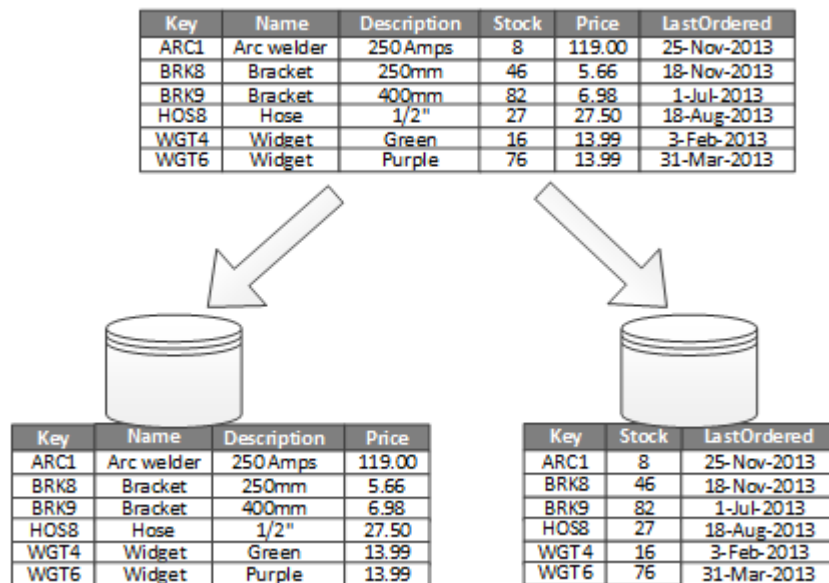 Key Name Description Stock Price LastOrdered
ARC1 Arc welder 250 Amps 8 119.00 25-Nov-2013
BRK8 Bracket 250mm 46 5.66 18-Nov-2013
BRK9 Bracket 400mm 82 6.98 1-Jul-2013
HOS8 Hose 1/2" 27 27.50 18-Aug-2013
WGT4 Widget Green 16 13.99 3-Feb-2013
WGT6 Widget Purple 76 13.99 31-Mar-2013
Key Name Description Price
ARC1 Arc welder 250 Amps 119.00
BRK8 Bracket 250mm 5.66
BRK9 Bracket 400mm 6.98
HOS8 Hose 1/2" 27.50
WGT4 Widget Green 13.99
WGT6 Widget Purple 13.99
Key Stock LastOrdered
ARC1 8 25-Nov-2013
BRK8 46 18-Nov-2013
BRK9 82 1-Jul-2013
HOS8 27 18-Aug-2013
WGT4 16 3-Feb-2013
WGT6 76 31-Mar-2013